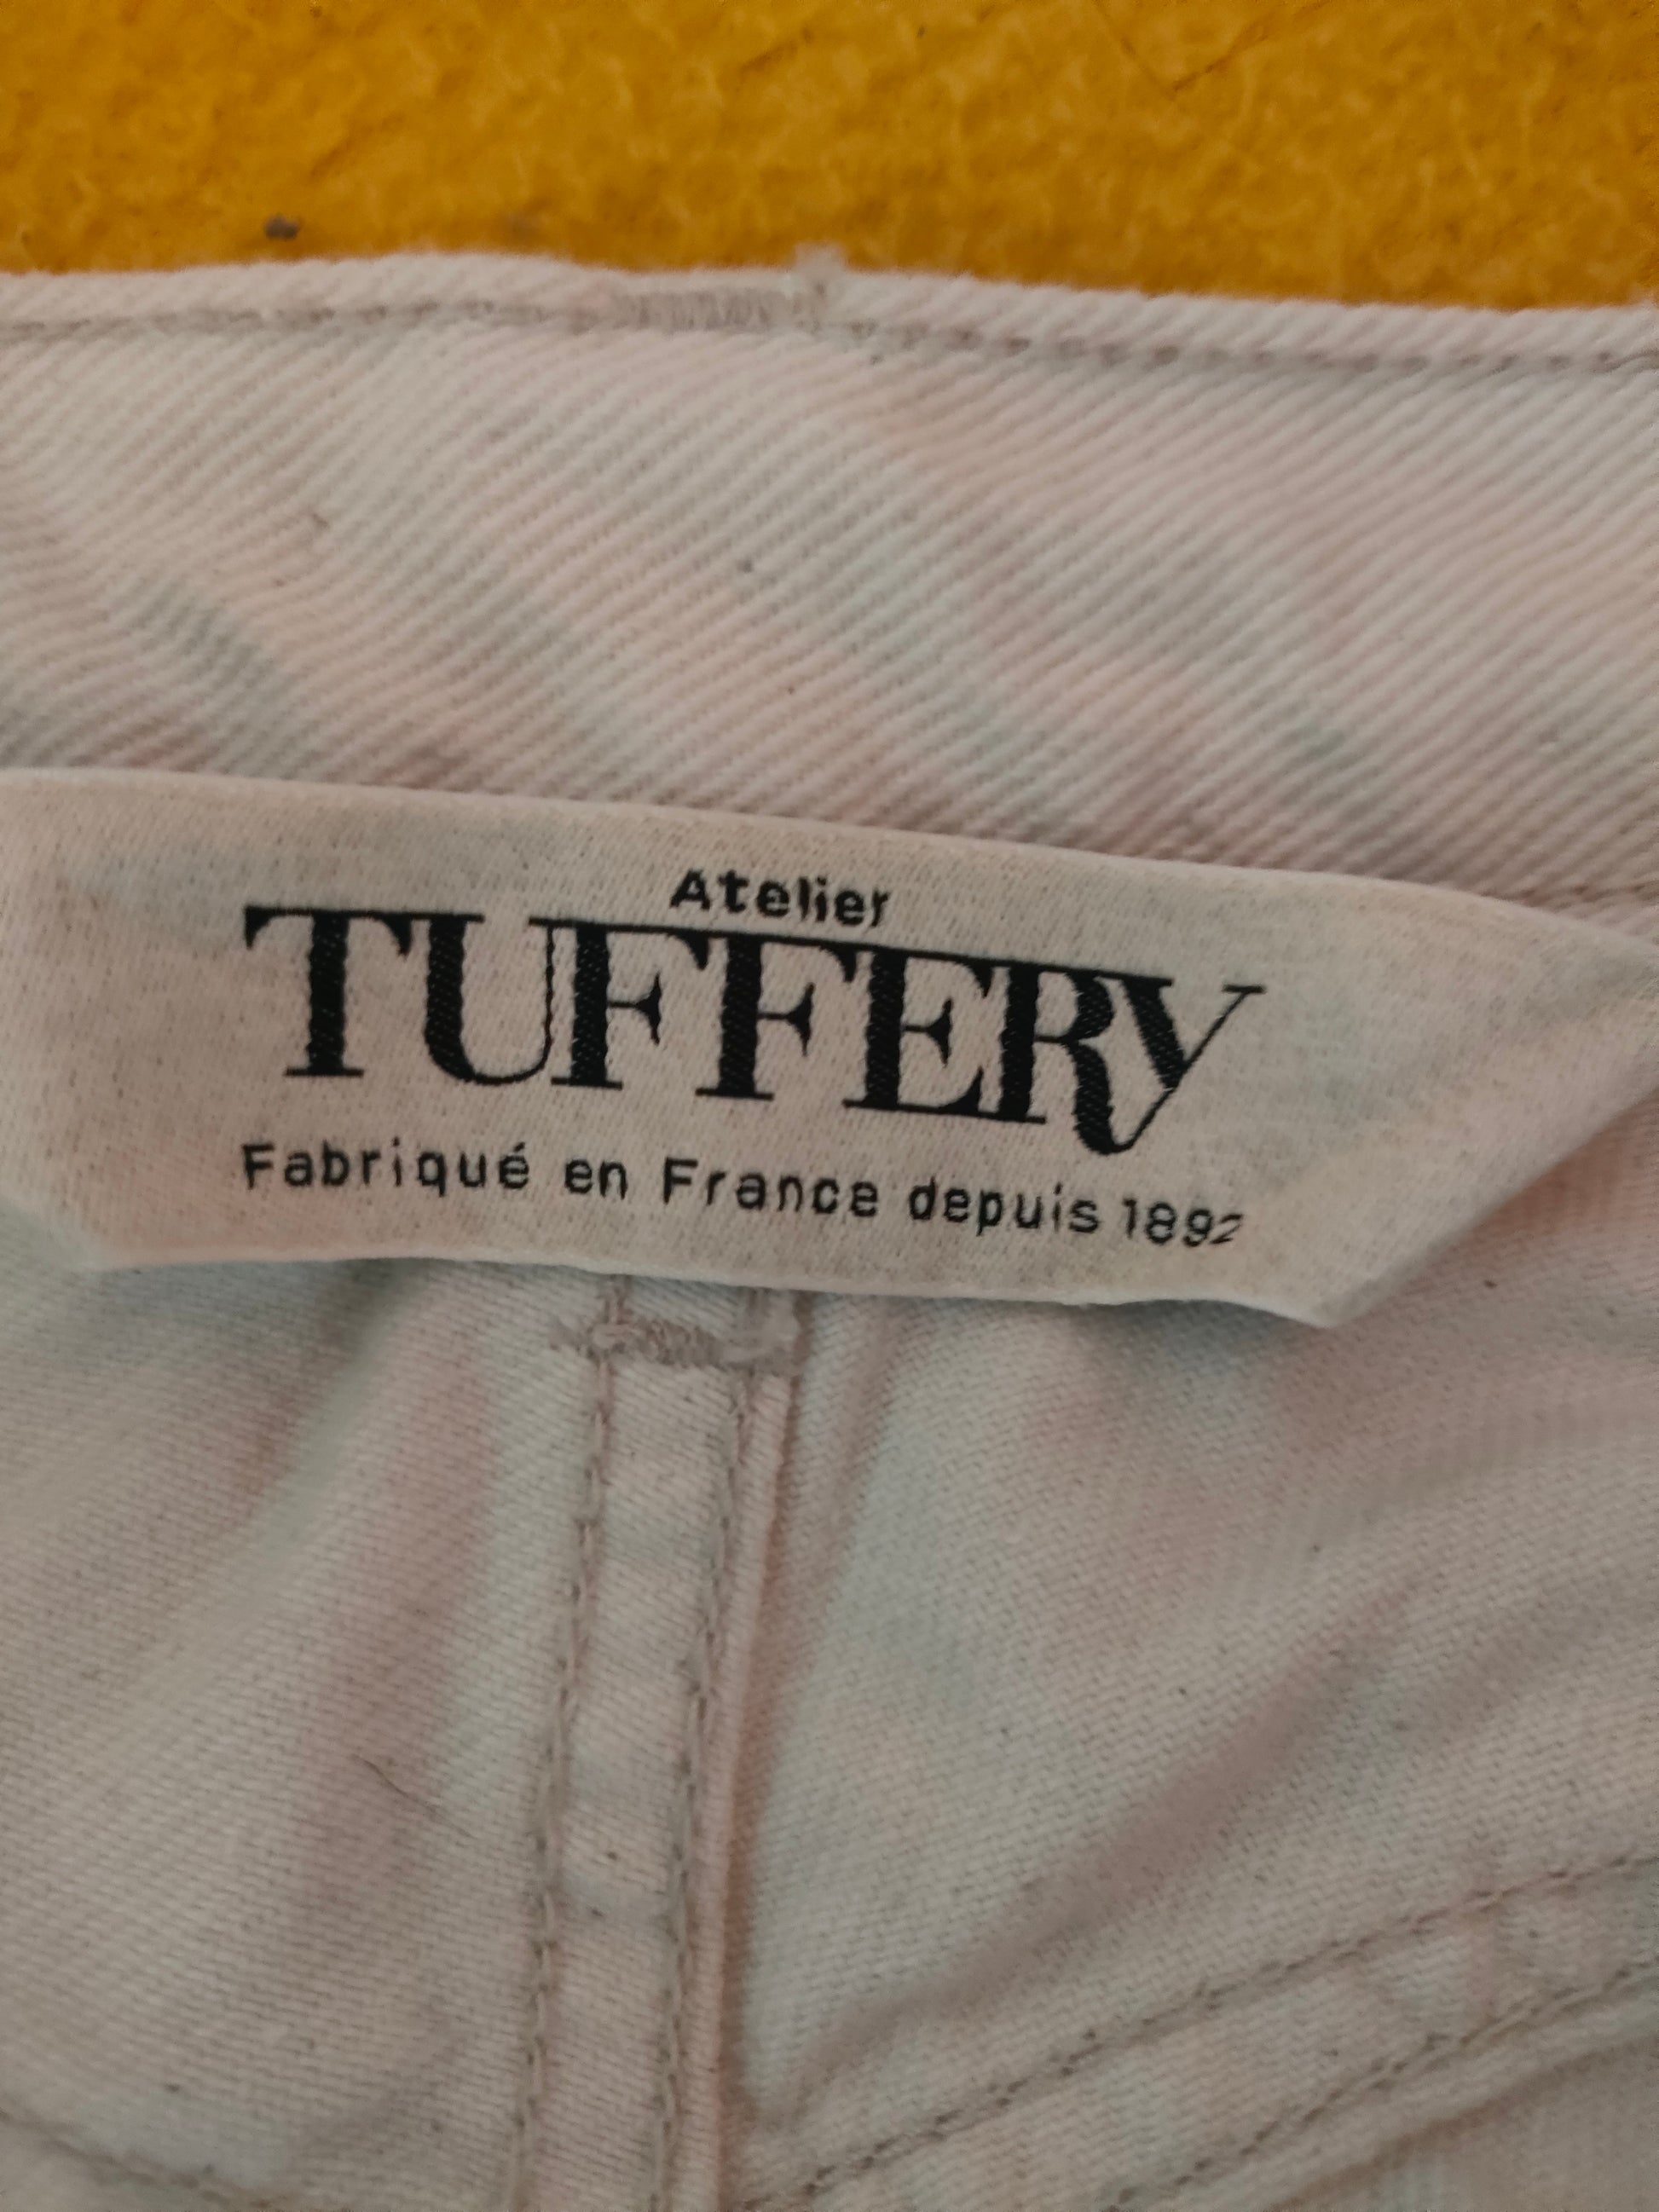 Atelier
TUFFERY
Fabriqué en France depuis 1892